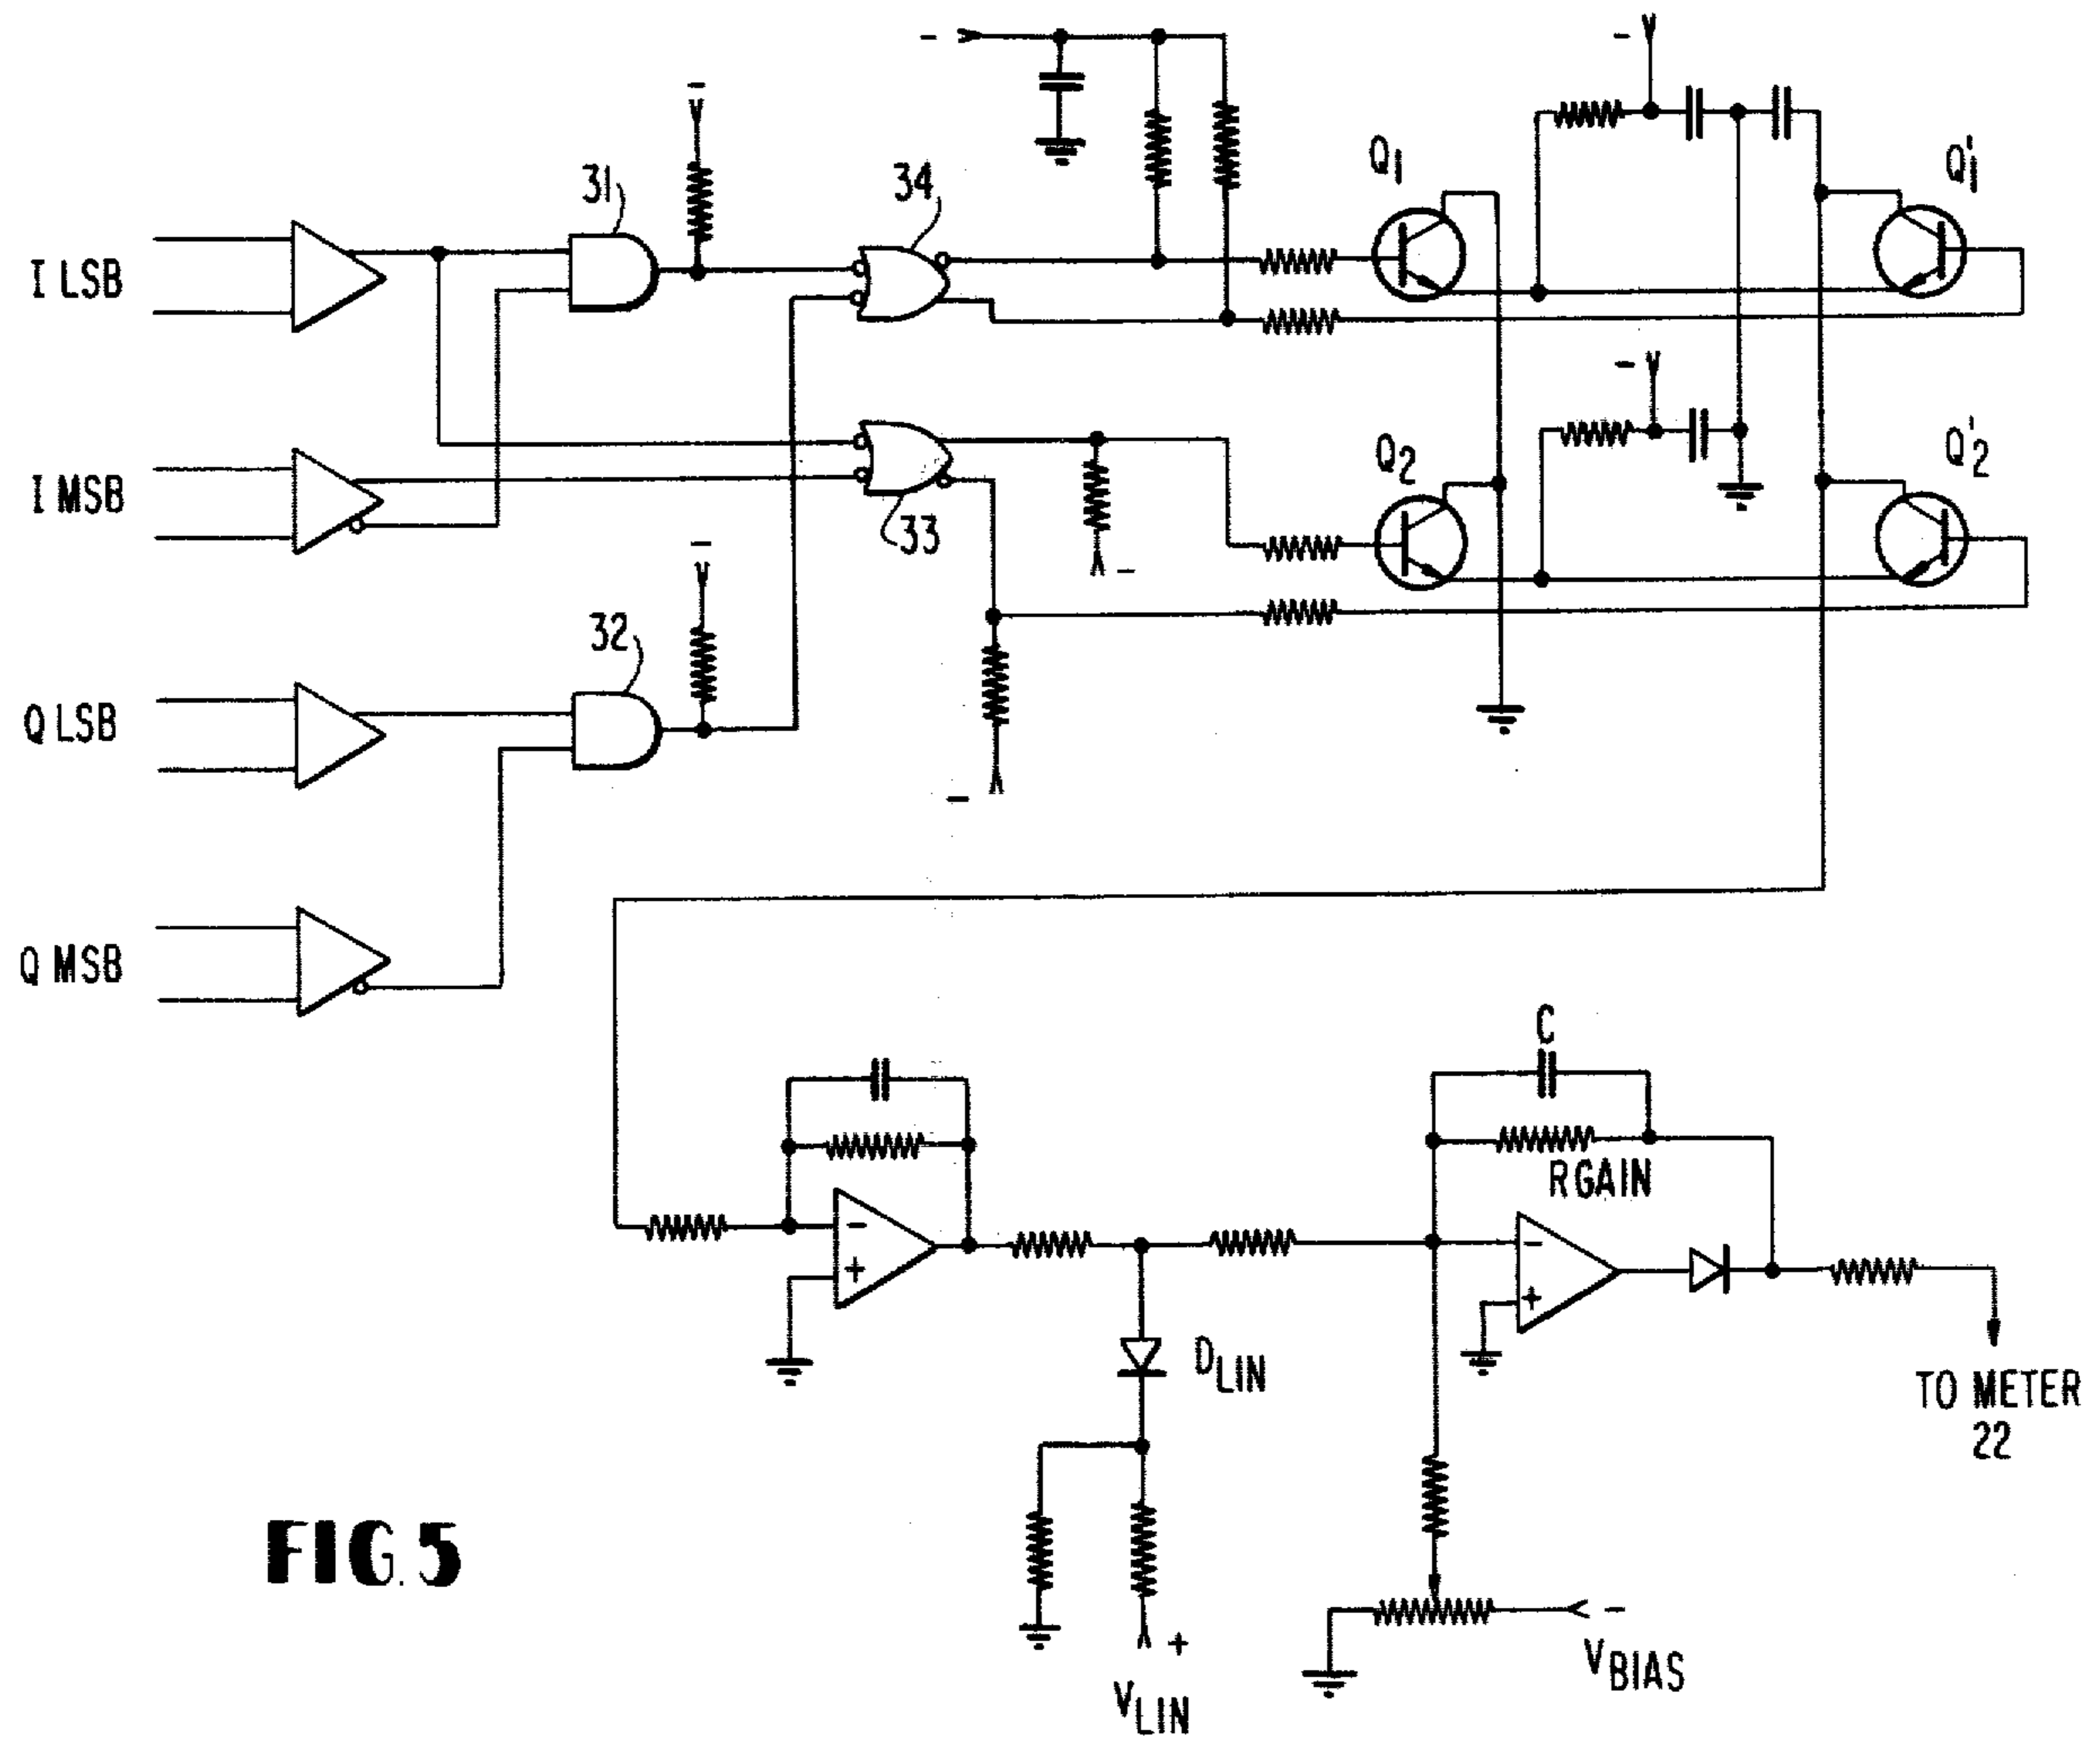 -
-
31
34
Q1
Q'1
I LSB
-
-
I MSB
33
Q2
Q'2
-
-
32
Q LSB
-
Q MSB
C
RGAIN
-
+
-
+
DLIN
TO METER
22
FIG. 5
+
VLIN
-
VBIAS